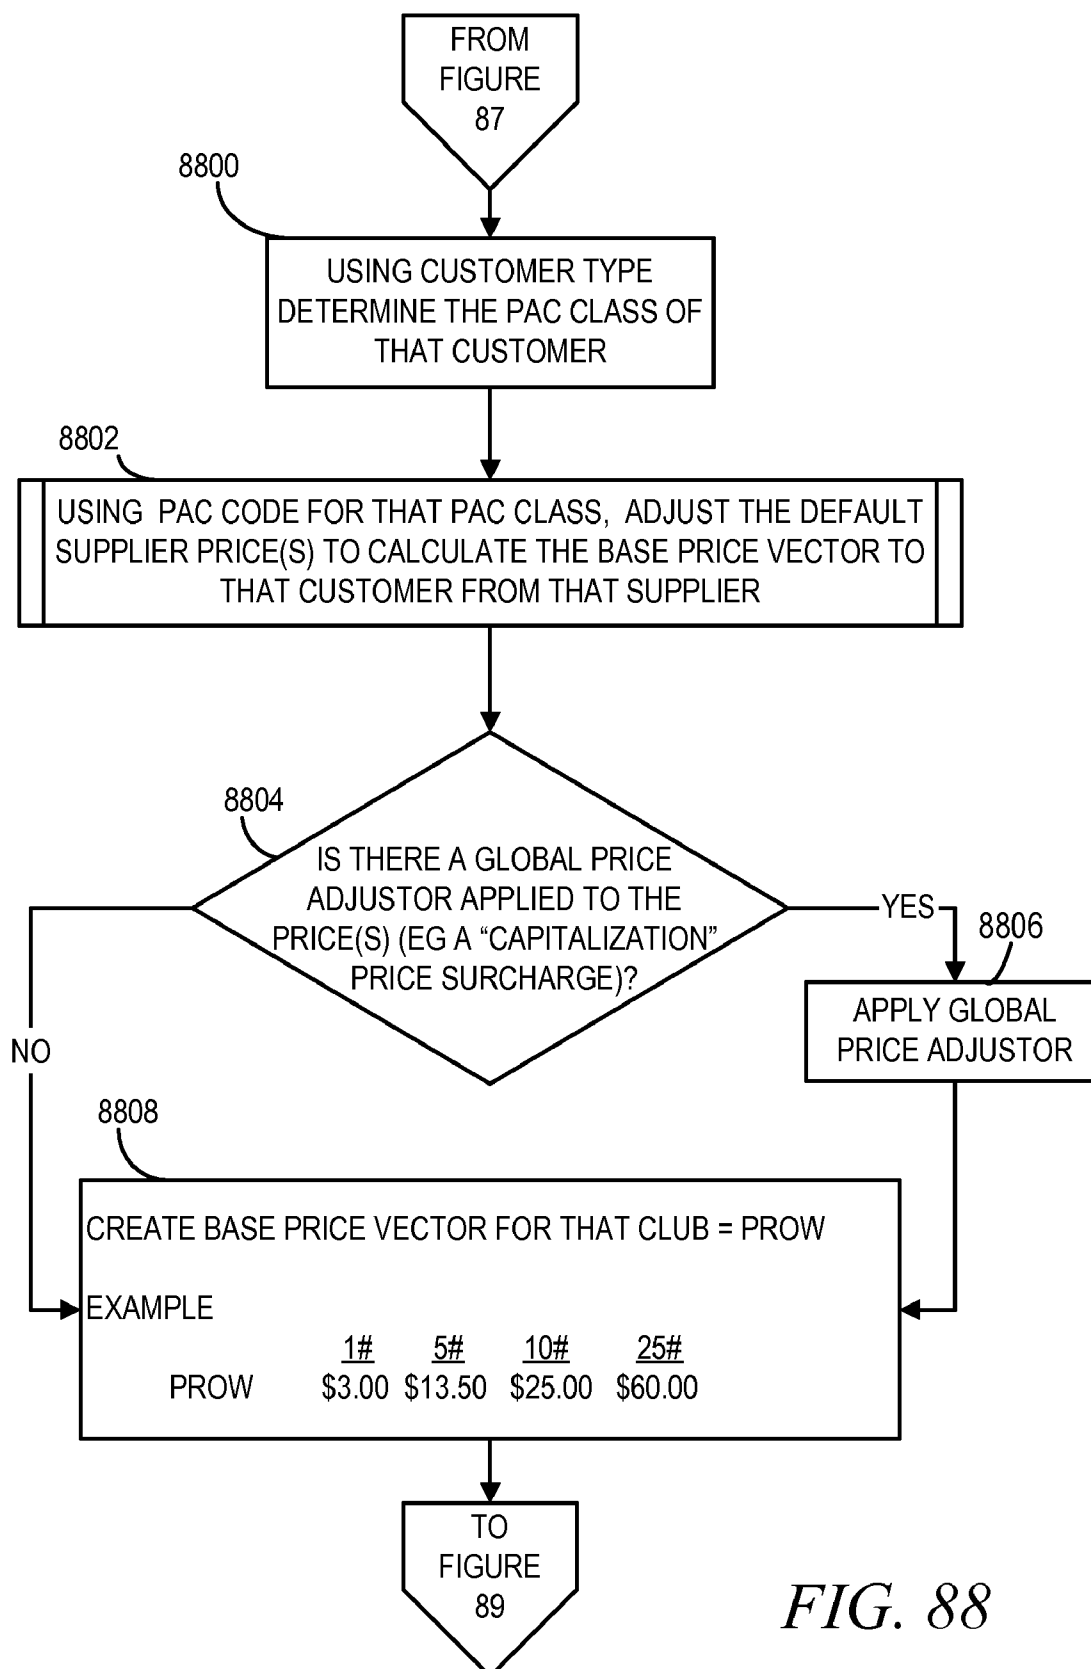 FROM
FIGURE
87
8800
USING CUSTOMER TYPE
DETERMINE THE PAC CLASS OF
THAT CUSTOMER
8802
USING PAC CODE FOR THAT PAC CLASS, ADJUST THE DEFAULT
SUPPLIER PRICE(S) TO CALCULATE THE BASE PRICE VECTOR TO
THAT CUSTOMER FROM THAT SUPPLIER
8804
IS THERE A GLOBAL PRICE
ADJUSTOR APPLIED TO THE
PRICE(S) (EG A “CAPITALIZATION”
PRICE SURCHARGE)?
YES
8806
APPLY GLOBAL
PRICE ADJUSTOR
NO
8808
CREATE BASE PRICE VECTOR FOR THAT CLUB = PROW
EXAMPLE
1# 5# 10# 25#
PROW $3.00 $13.50 $25.00 $60.00
TO
FIGURE
89
FIG. 88